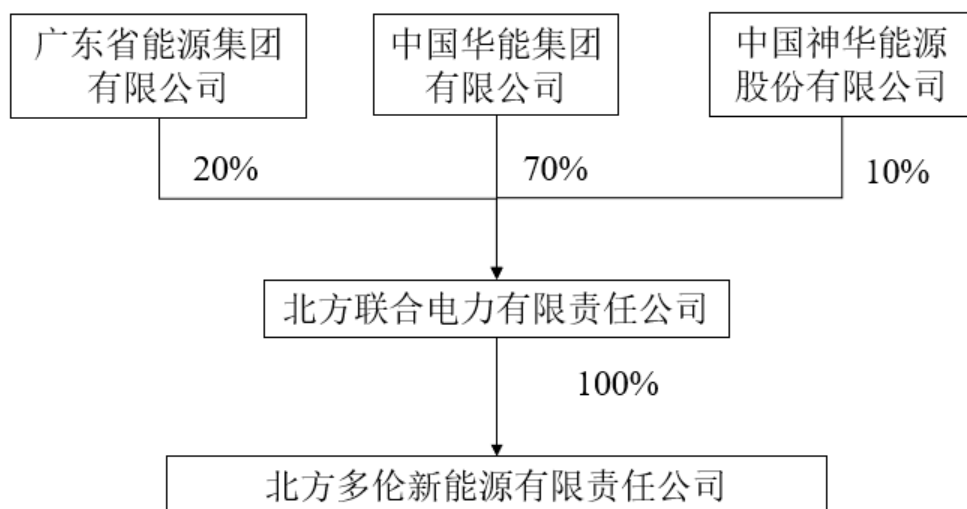 广东省能源集团
有限公司
中国华能集团
有限公司
中国神华能源
股份有限公司
20%
70%
10%
北方联合电力有限责任公司
100%
北方多伦新能源有限责任公司